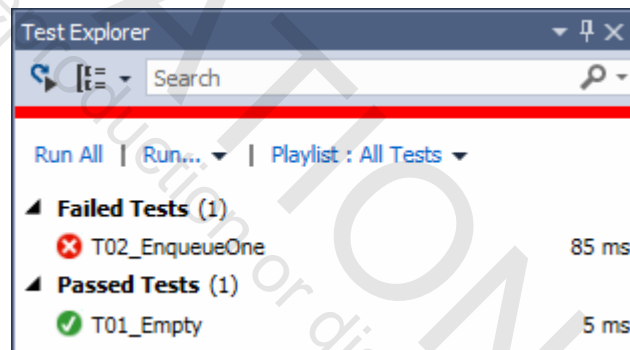 Test Explorer
Search
Run All | Run... | Playlist : All Tests
Failed Tests (1)
T02_EnqueueOne 85 ms
Passed Tests (1)
T01_Empty 5 ms